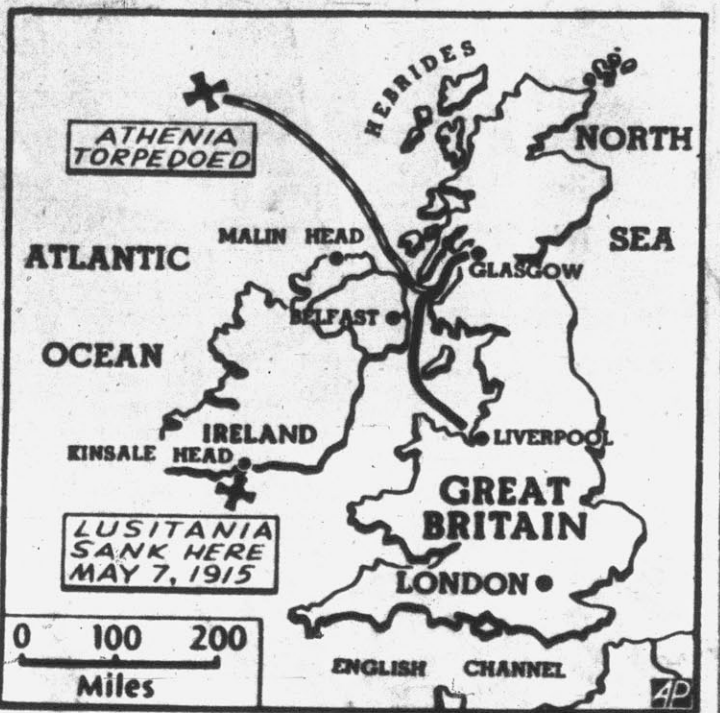 HEBRIDES
ATHENIA
TORPEDOED
NORTH
SEA
MALIN HEAD
ATLANTIC
GLASGOW
BELFAST
OCEAN
IRELAND
LIVERPOOL
KINSALE HEAD
GREAT
BRITAIN
LUSITANIA
SANK HERE
MAY 7, 1915
LONDON
0 100 200
Miles
ENGLISH CHANNEL
AP